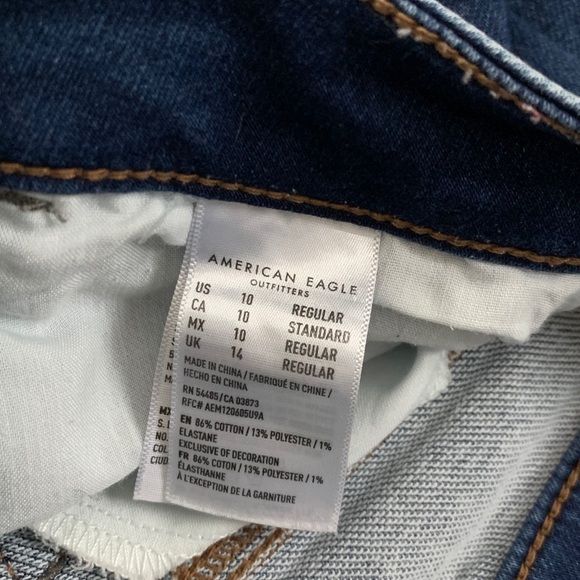 AMERICAN EAGLE
OUTFITTERS
US 10 REGULAR
CA 10 STANDARD
MX 10 REGULAR
UK 14 REGULAR
MADE IN CHINA / FABRIQUÉ EN CHINE /
HECHO EN CHINA
RN 54485/CA 03873
RFC# AEM120605U9A
EN 86% COTTON / 13% POLYESTER / 1%
ELASTANE
EXCLUSIVE OF DECORATION
FR 86% COTON / 13% POLYESTER / 1%
ÉLASTHANNE
À L'EXCEPTION DE LA GARNITURE